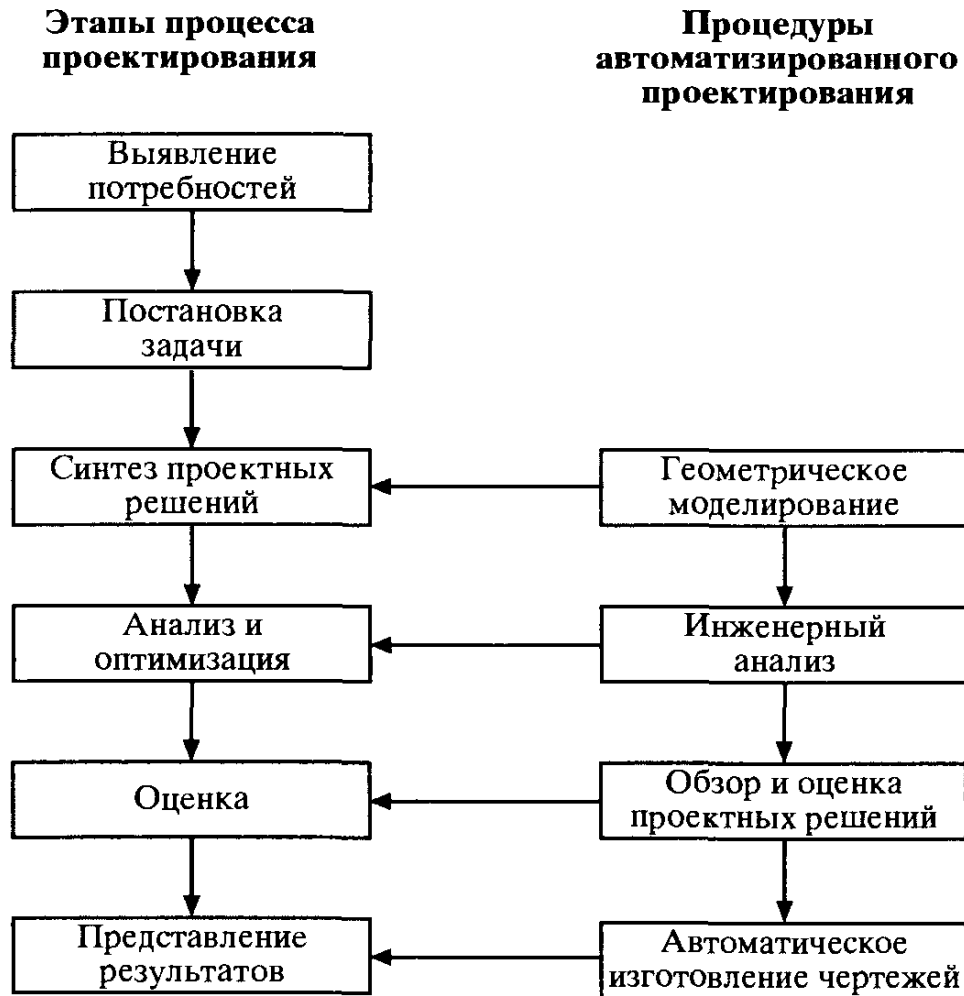 Этапы процесса
проектирования
Процедуры
автоматизированного
проектирования
Выявление
потребностей
Постановка
задачи
Синтез проектных
решений
Геометрическое
моделирование
Анализ и
оптимизация
Инженерный
анализ
Оценка
Обзор и оценка
проектных решений
Представление
результатов
Автоматическое
изготовление чертежей